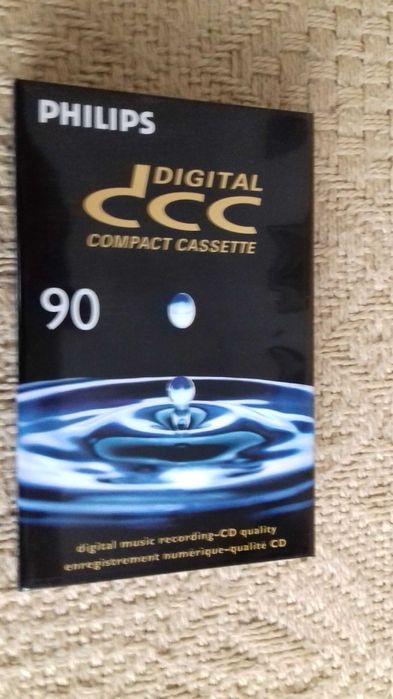 PHILIPS
DIGITAL
dcc
COMPACT CASSETTE
90
digital music recording–CD quality
enregistrement numérique–qualité CD